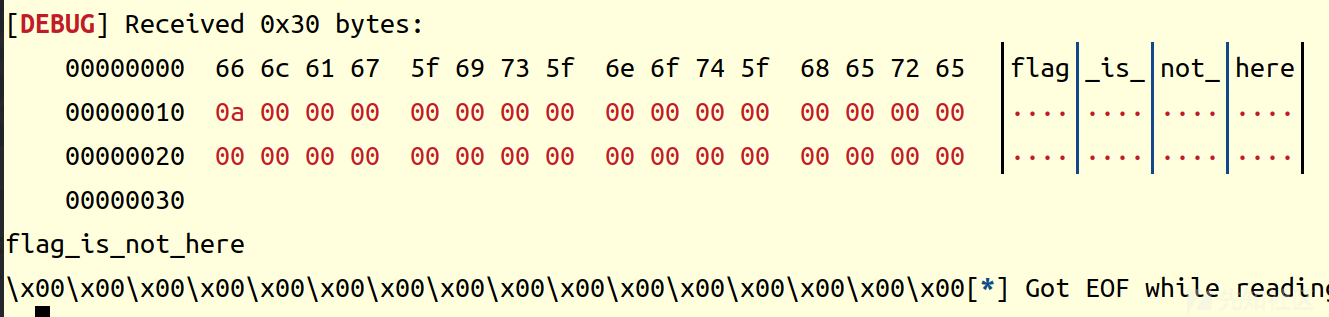 [DEBUG] Received 0x30 bytes:
00000000  66 6c 61 67  5f 69 73 5f  6e 6f 74 5f  68 65 72 65  │flag│_is_│not_│here│
00000010  0a 00 00 00  00 00 00 00  00 00 00 00  00 00 00 00  │····│····│····│····│
00000020  00 00 00 00  00 00 00 00  00 00 00 00  00 00 00 00  │····│····│····│····│
00000030
flag_is_not_here
\x00\x00\x00\x00\x00\x00\x00\x00\x00\x00\x00\x00\x00\x00\x00\x00[*] Got EOF while reading